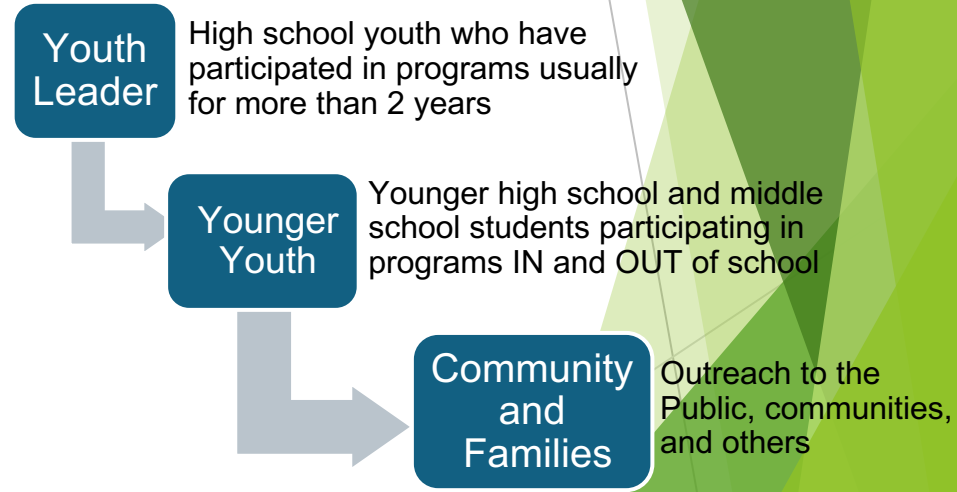 Youth
Leader
High school youth who have
participated in programs usually
for more than 2 years
Younger
Youth
Younger high school and middle
school students participating in
programs IN and OUT of school
Community
and
Families
Outreach to the
Public, communities,
and others